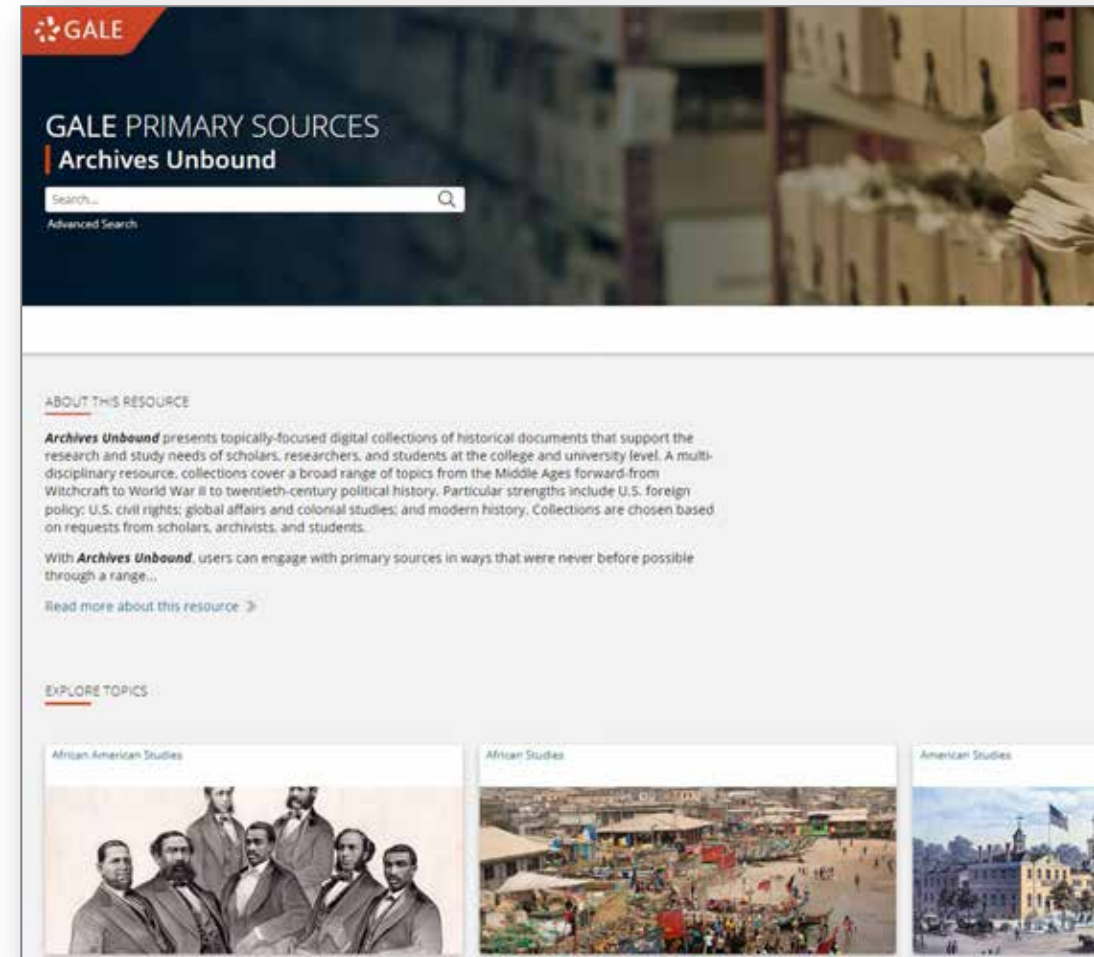 GALE
GALE PRIMARY SOURCES
Archives Unbound
Search...
Advanced Search
ABOUT THIS RESOURCE
Archives Unbound presents topically-focused digital collections of historical documents that support the
research and study needs of scholars, researchers, and students at the college and university level. A multi-
disciplinary resource, collections cover a broad range of topics from the Middle Ages forward-from
Witchcraft to World War II to twentieth-century political history. Particular strengths include U.S. foreign
policy; U.S. civil rights; global affairs and colonial studies; and modern history. Collections are chosen based
on requests from scholars, archivists, and students.
With Archives Unbound, users can engage with primary sources in ways that were never before possible
through a range...
Read more about this resource »
EXPLORE TOPICS
African American Studies
African Studies
American Studies